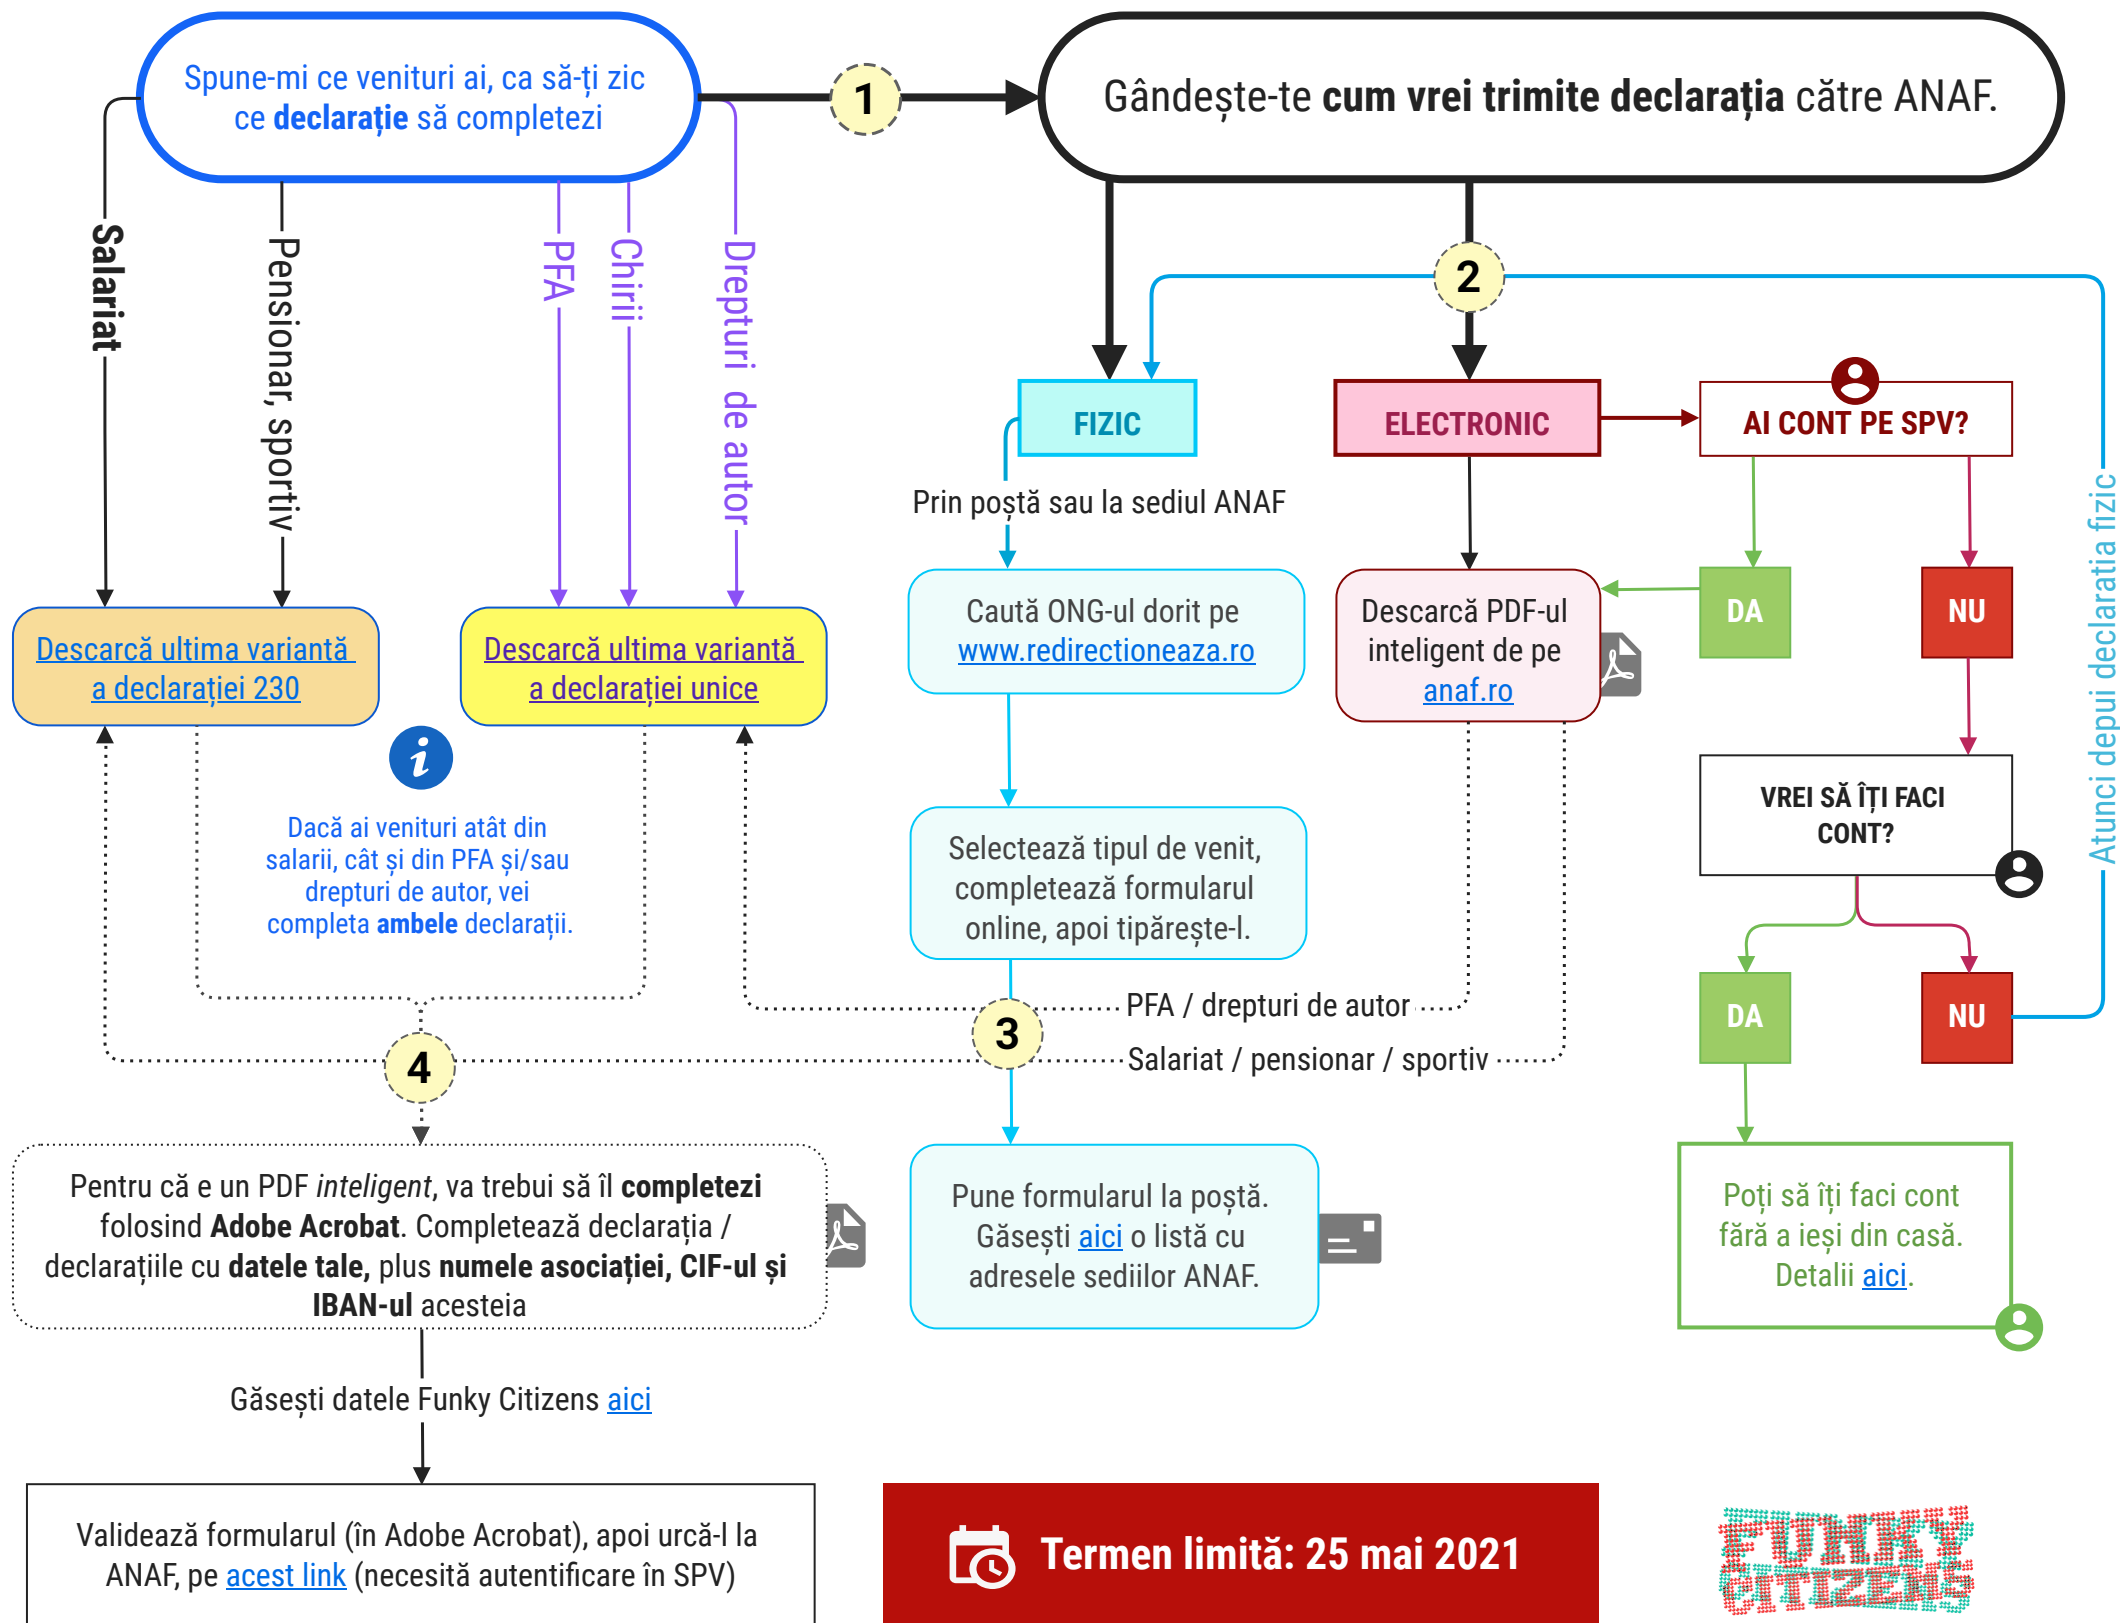 Spune-mi ce venituri ai, ca să-ți zic
ce declarație să completezi
1
Gândește-te cum vrei trimite declarația către ANAF.
Salariat
Pensionar, sportiv
PFA
Chirii
Drepturi de autor
2
FIZIC
ELECTRONIC
AI CONT PE SPV?
Prin poștă sau la sediul ANAF
Atunci depui declaratia fizic
Descarcă ultima variantă
a declarației 230
Descarcă ultima variantă
a declarației unice
Caută ONG-ul dorit pe
www.redirectioneaza.ro
Descarcă PDF-ul
inteligent de pe
anaf.ro
DA
NU
i
Dacă ai venituri atât din
salarii, cât și din PFA și/sau
drepturi de autor, vei
completa ambele declarații.
Selectează tipul de venit,
completează formularul
online, apoi tipărește-l.
VREI SĂ ÎȚI FACI
CONT?
DA
NU
PFA / drepturi de autor
3
Salariat / pensionar / sportiv
4
Pentru că e un PDF inteligent, va trebui să îl completezi
folosind Adobe Acrobat. Completează declarația /
declarațiile cu datele tale, plus numele asociației, CIF-ul și
IBAN-ul acesteia
Pune formularul la poștă.
Găsești aici o listă cu
adresele sediilor ANAF.
Poți să îți faci cont
fără a ieși din casă.
Detalii aici.
Găsești datele Funky Citizens aici
Validează formularul (în Adobe Acrobat), apoi urcă-l la
ANAF, pe acest link (necesită autentificare în SPV)
Termen limită: 25 mai 2021
FUNKY
CITIZENS